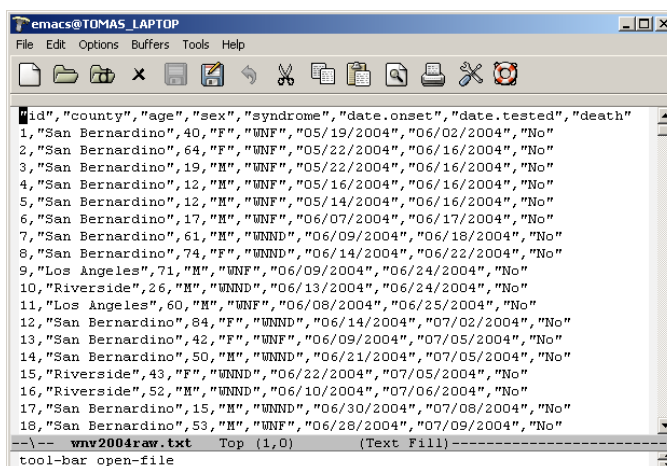 emacs@TOMAS_LAPTOP
File Edit Options Buffers Tools Help
"id","county","age","sex","syndrome","date.onset","date.tested","death"
1,"San Bernardino",40,"F","WNF","05/19/2004","06/02/2004","No"
2,"San Bernardino",64,"F","WNF","05/22/2004","06/16/2004","No"
3,"San Bernardino",19,"M","WNF","05/22/2004","06/16/2004","No"
4,"San Bernardino",12,"M","WNF","05/16/2004","06/16/2004","No"
5,"San Bernardino",12,"M","WNF","05/14/2004","06/16/2004","No"
6,"San Bernardino",17,"M","WNF","06/07/2004","06/17/2004","No"
7,"San Bernardino",61,"M","WNND","06/09/2004","06/18/2004","No"
8,"San Bernardino",74,"F","WNND","06/14/2004","06/22/2004","No"
9,"Los Angeles",71,"M","WNF","06/09/2004","06/24/2004","No"
10,"Riverside",26,"M","WNND","06/13/2004","06/24/2004","No"
11,"Los Angeles",60,"M","WNF","06/08/2004","06/25/2004","No"
12,"San Bernardino",84,"F","WNND","06/14/2004","07/02/2004","No"
13,"San Bernardino",42,"F","WNF","06/09/2004","07/05/2004","No"
14,"San Bernardino",50,"M","WNND","06/21/2004","07/05/2004","No"
15,"Riverside",43,"F","WNND","06/22/2004","07/05/2004","No"
16,"Riverside",52,"M","WNND","06/10/2004","07/06/2004","No"
17,"San Bernardino",15,"M","WNND","06/30/2004","07/08/2004","No"
18,"San Bernardino",53,"M","WNF","06/28/2004","07/09/2004","No"
--\-- wnv2004raw.txt Top (1,0) (Text Fill)--------------------------
tool-bar open-file